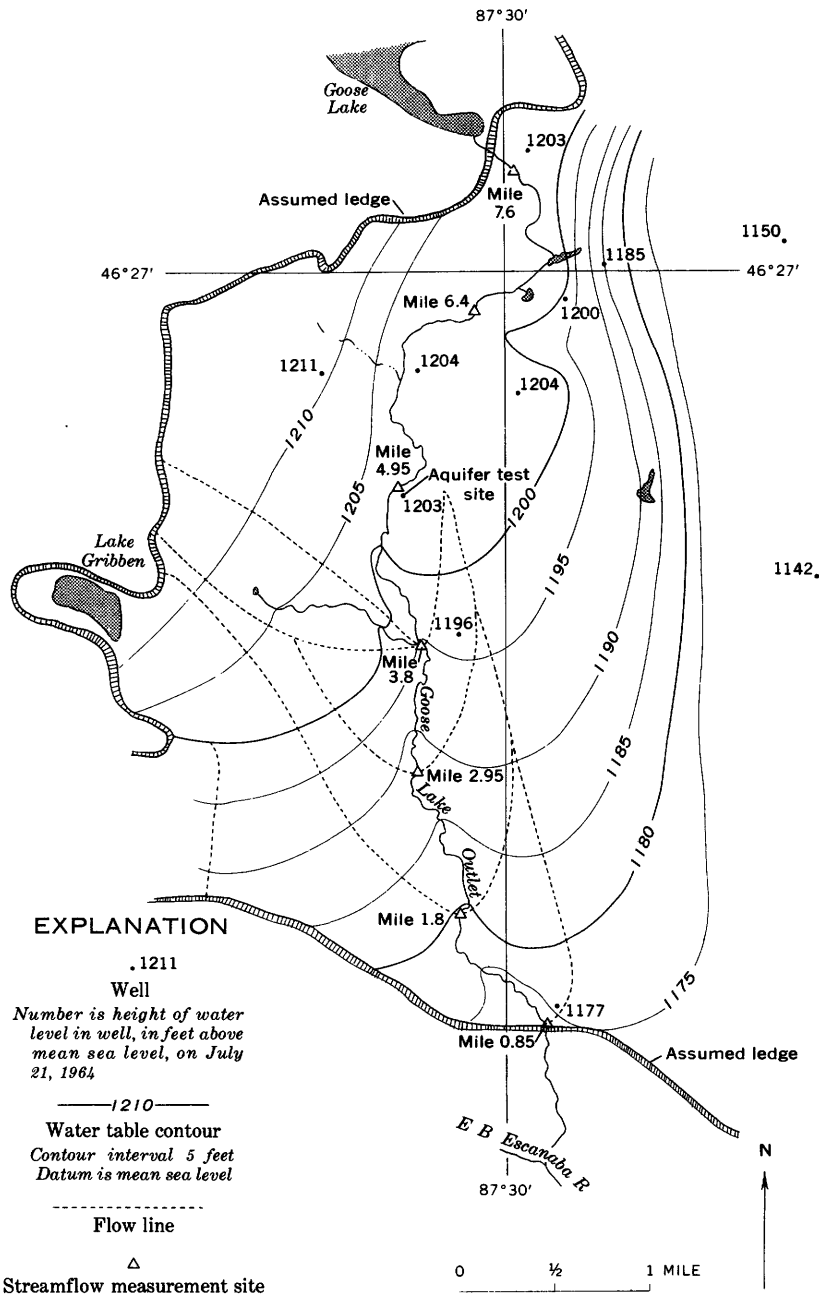 87°30′
Goose
Lake
1203
Assumed ledge
Mile
7.6
1150
1185
46°27′
46°27′
Mile 6.4
1200
1211
1204
1204
1210
Mile
4.95
Aquifer test
site
1203
1205
1200
Lake
Gribben
1195
1142
1196
Mile
3.8
1190
Goose
Mile 2.95
Lake
1185
1180
Outlet
Mile 1.8
1175
1177
Mile 0.85
Assumed ledge
E B Escanaba R
87°30′
EXPLANATION
.1211
Well
Number is height of water
level in well, in feet above
mean sea level, on July
21, 1964
1210
Water table contour
Contour interval 5 feet
Datum is mean sea level
Flow line
Streamflow measurement site
N
0 ½ 1 MILE